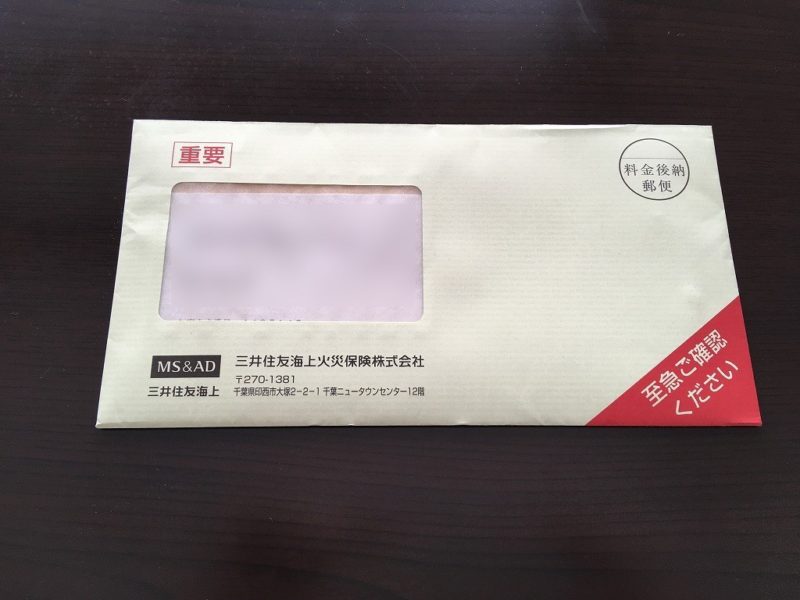 重要
料金後納
郵便
MS&AD
三井住友海上
三井住友海上火災保険株式会社
〒270-1381
千葉県印西市大塚2-2-1 千葉ニュータウンセンター12階
至急ご確認
ください